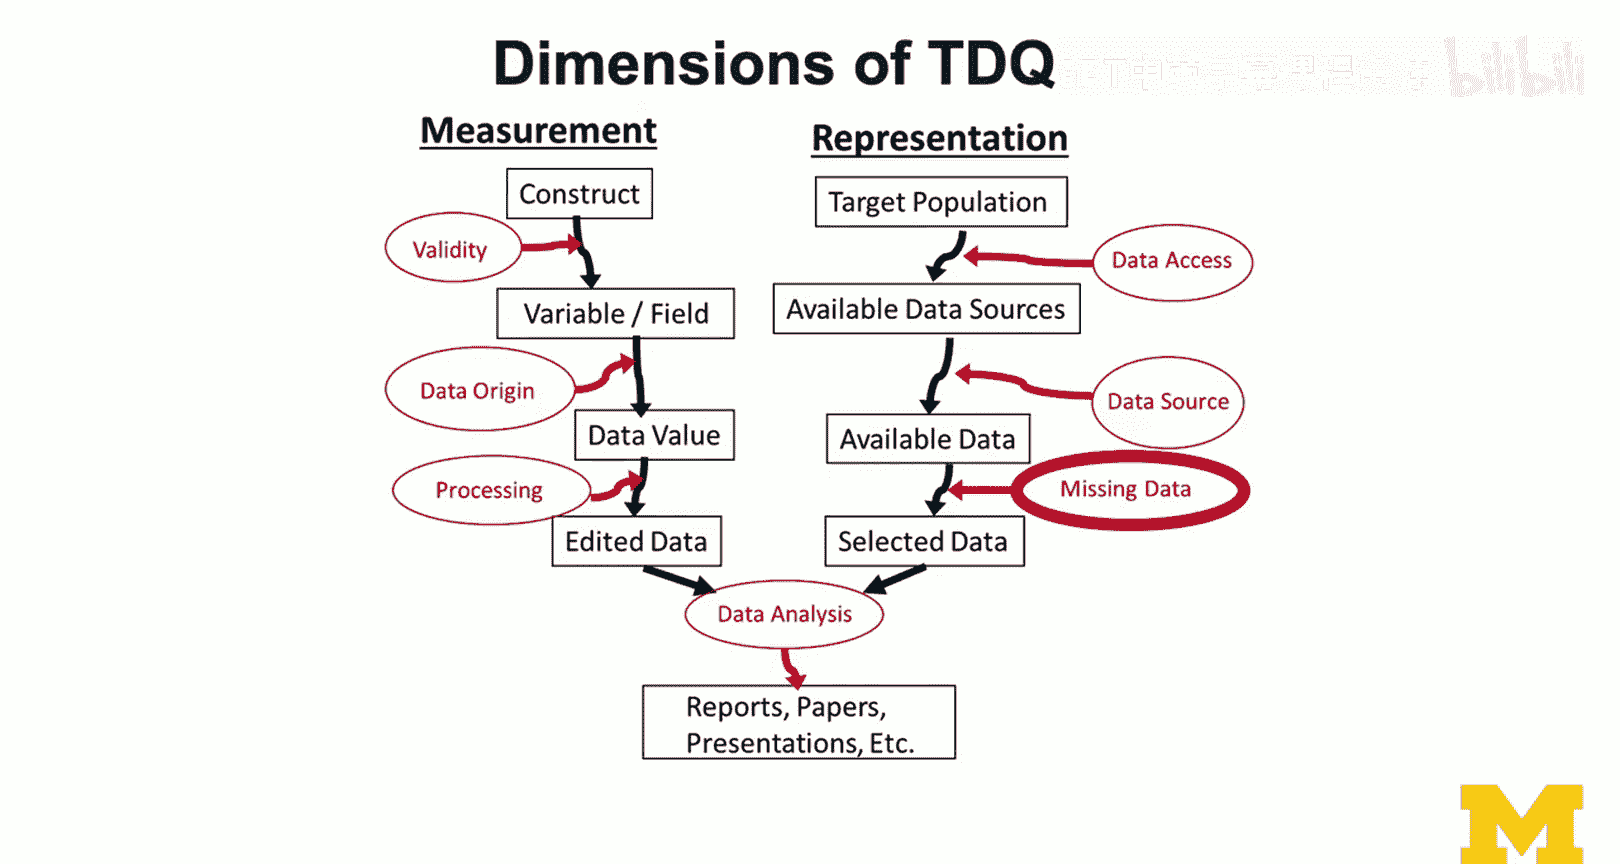 Dimensions of TDQ
bilibili
Measurement
Representation
Construct
Target Population
Validity
Data Access
Variable / Field
Available Data Sources
Data Origin
Data Source
Data Value
Available Data
Processing
Missing Data
Edited Data
Selected Data
Data Analysis
Reports, Papers,
Presentations, Etc.
M